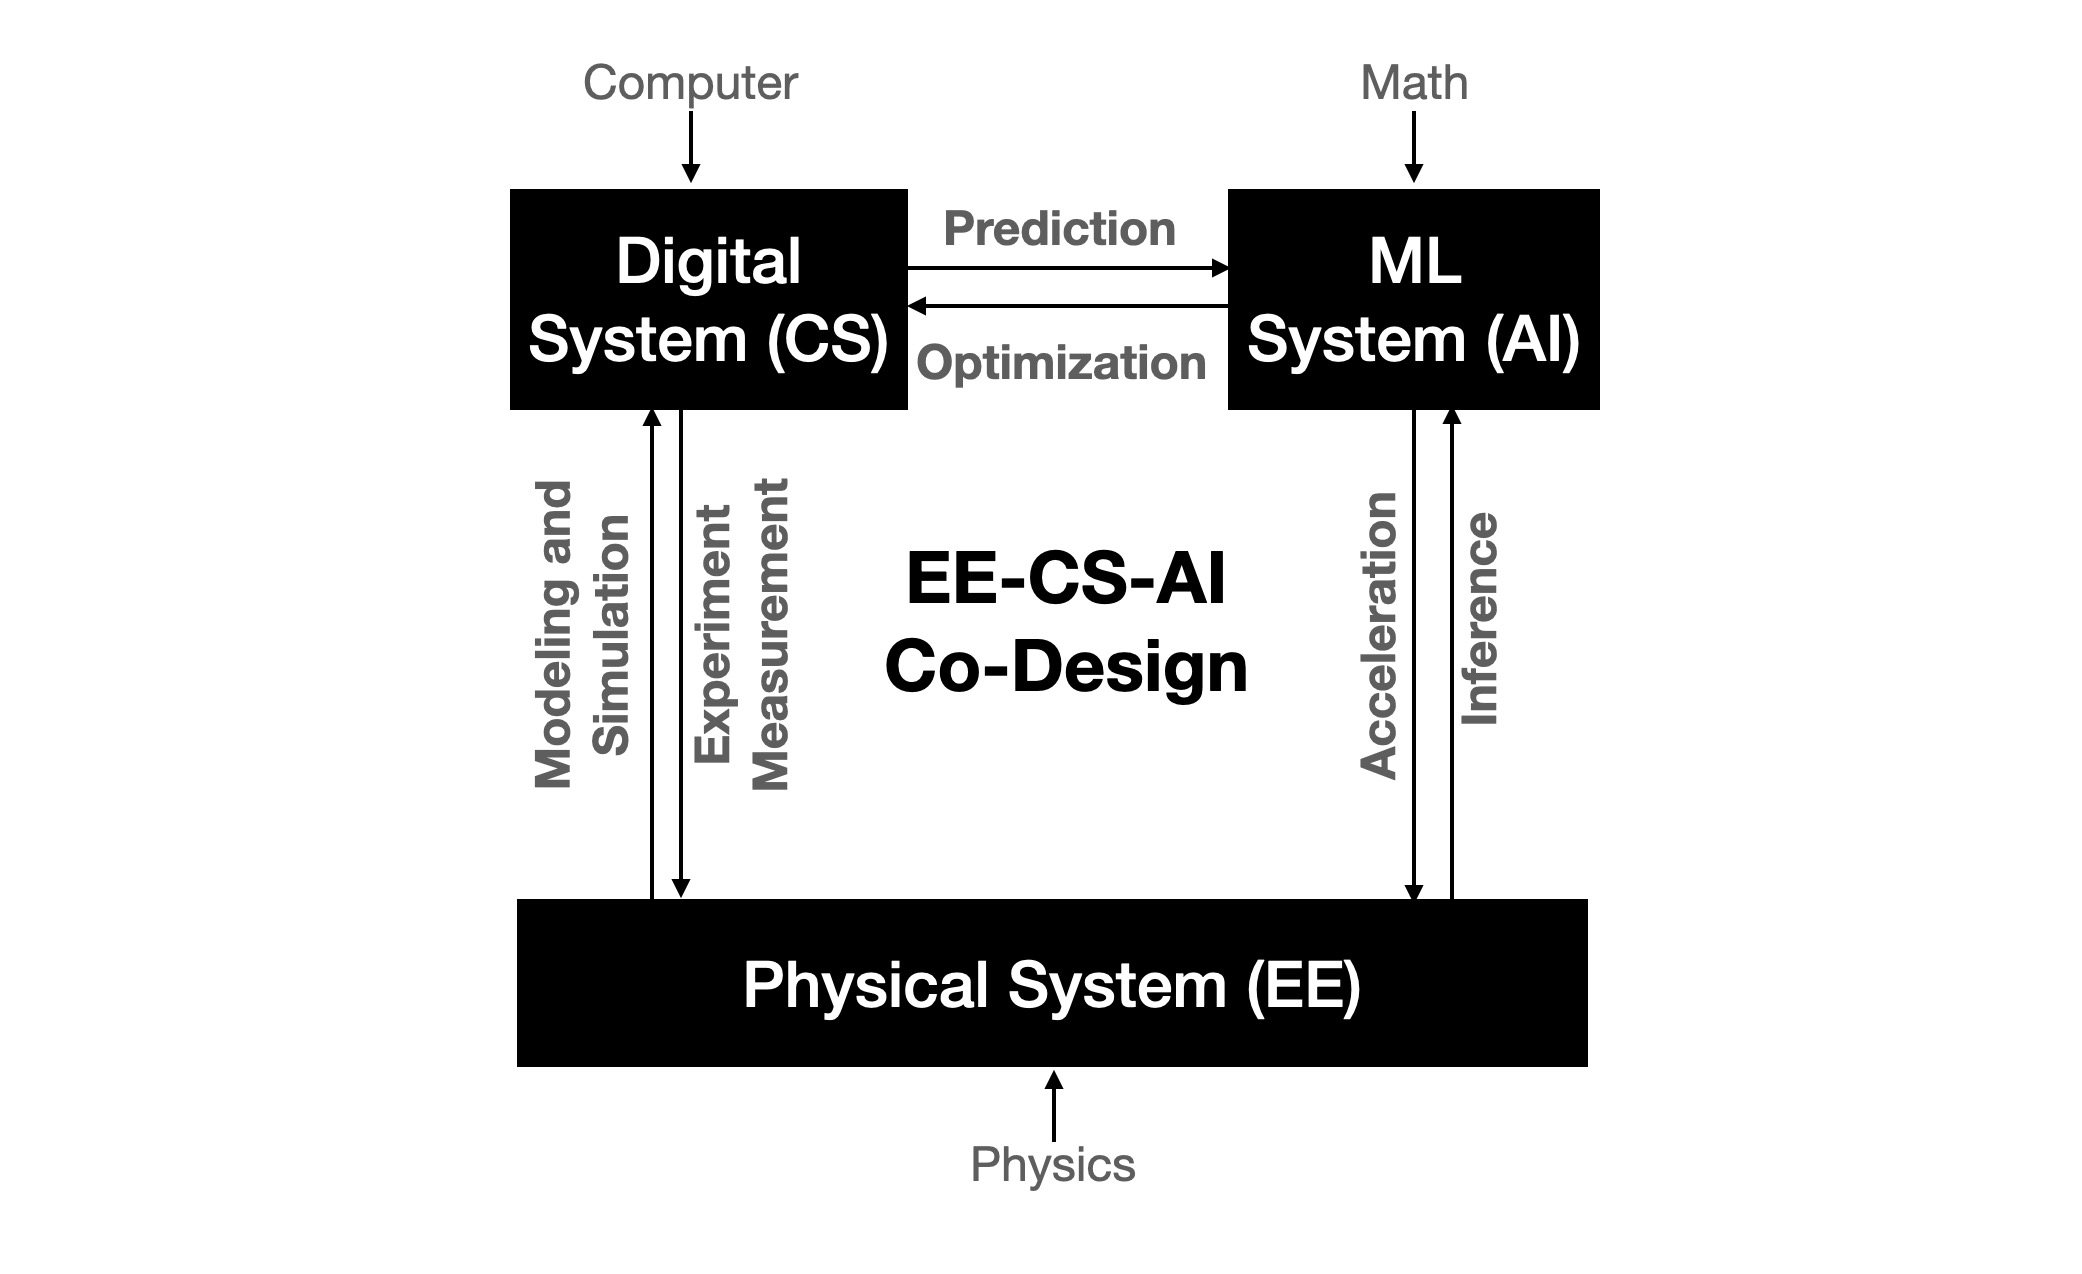 Computer
Math
Digital
System (CS)
Prediction
Optimization
ML
System (AI)
Modeling and
Simulation
Experiment
Measurement
EE-CS-AI
Co-Design
Acceleration
Inference
Physical System (EE)
Physics